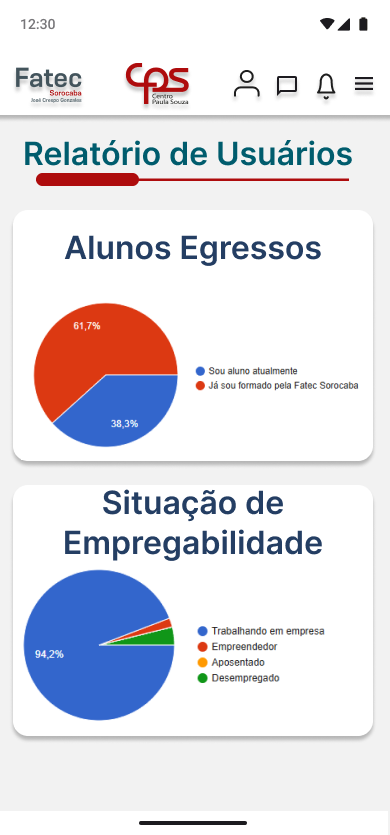 12:30
Fatec
Sorocaba
José Crespo Gonzales
cps
Centro
Paula Souza
Relatório de Usuários
Alunos Egressos
61,7%
38,3%
Sou aluno atualmente
Já sou formado pela Fatec Sorocaba
Situação de
Empregabilidade
94,2%
Trabalhando em empresa
Empreendedor
Aposentado
Desempregado